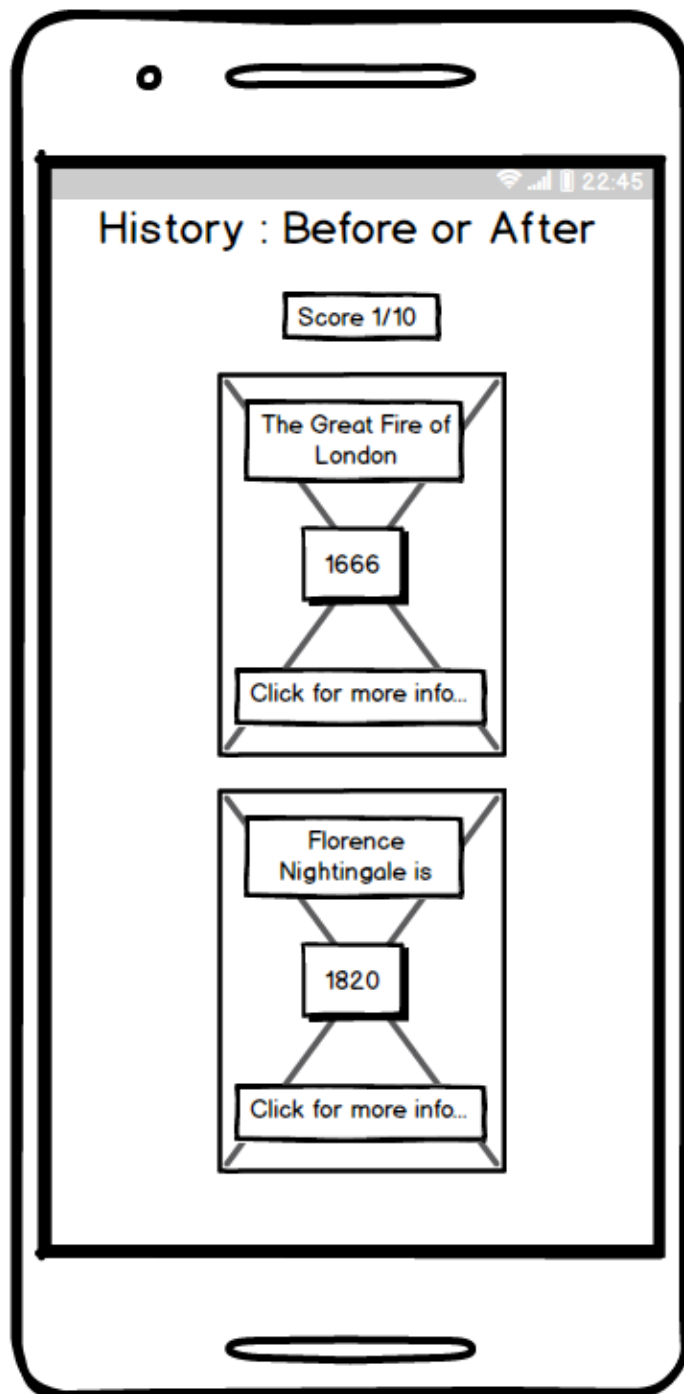 22:45
History : Before or After
Score 1/10
The Great Fire of
London
1666
Click for more info...
Florence
Nightingale is
1820
Click for more info...